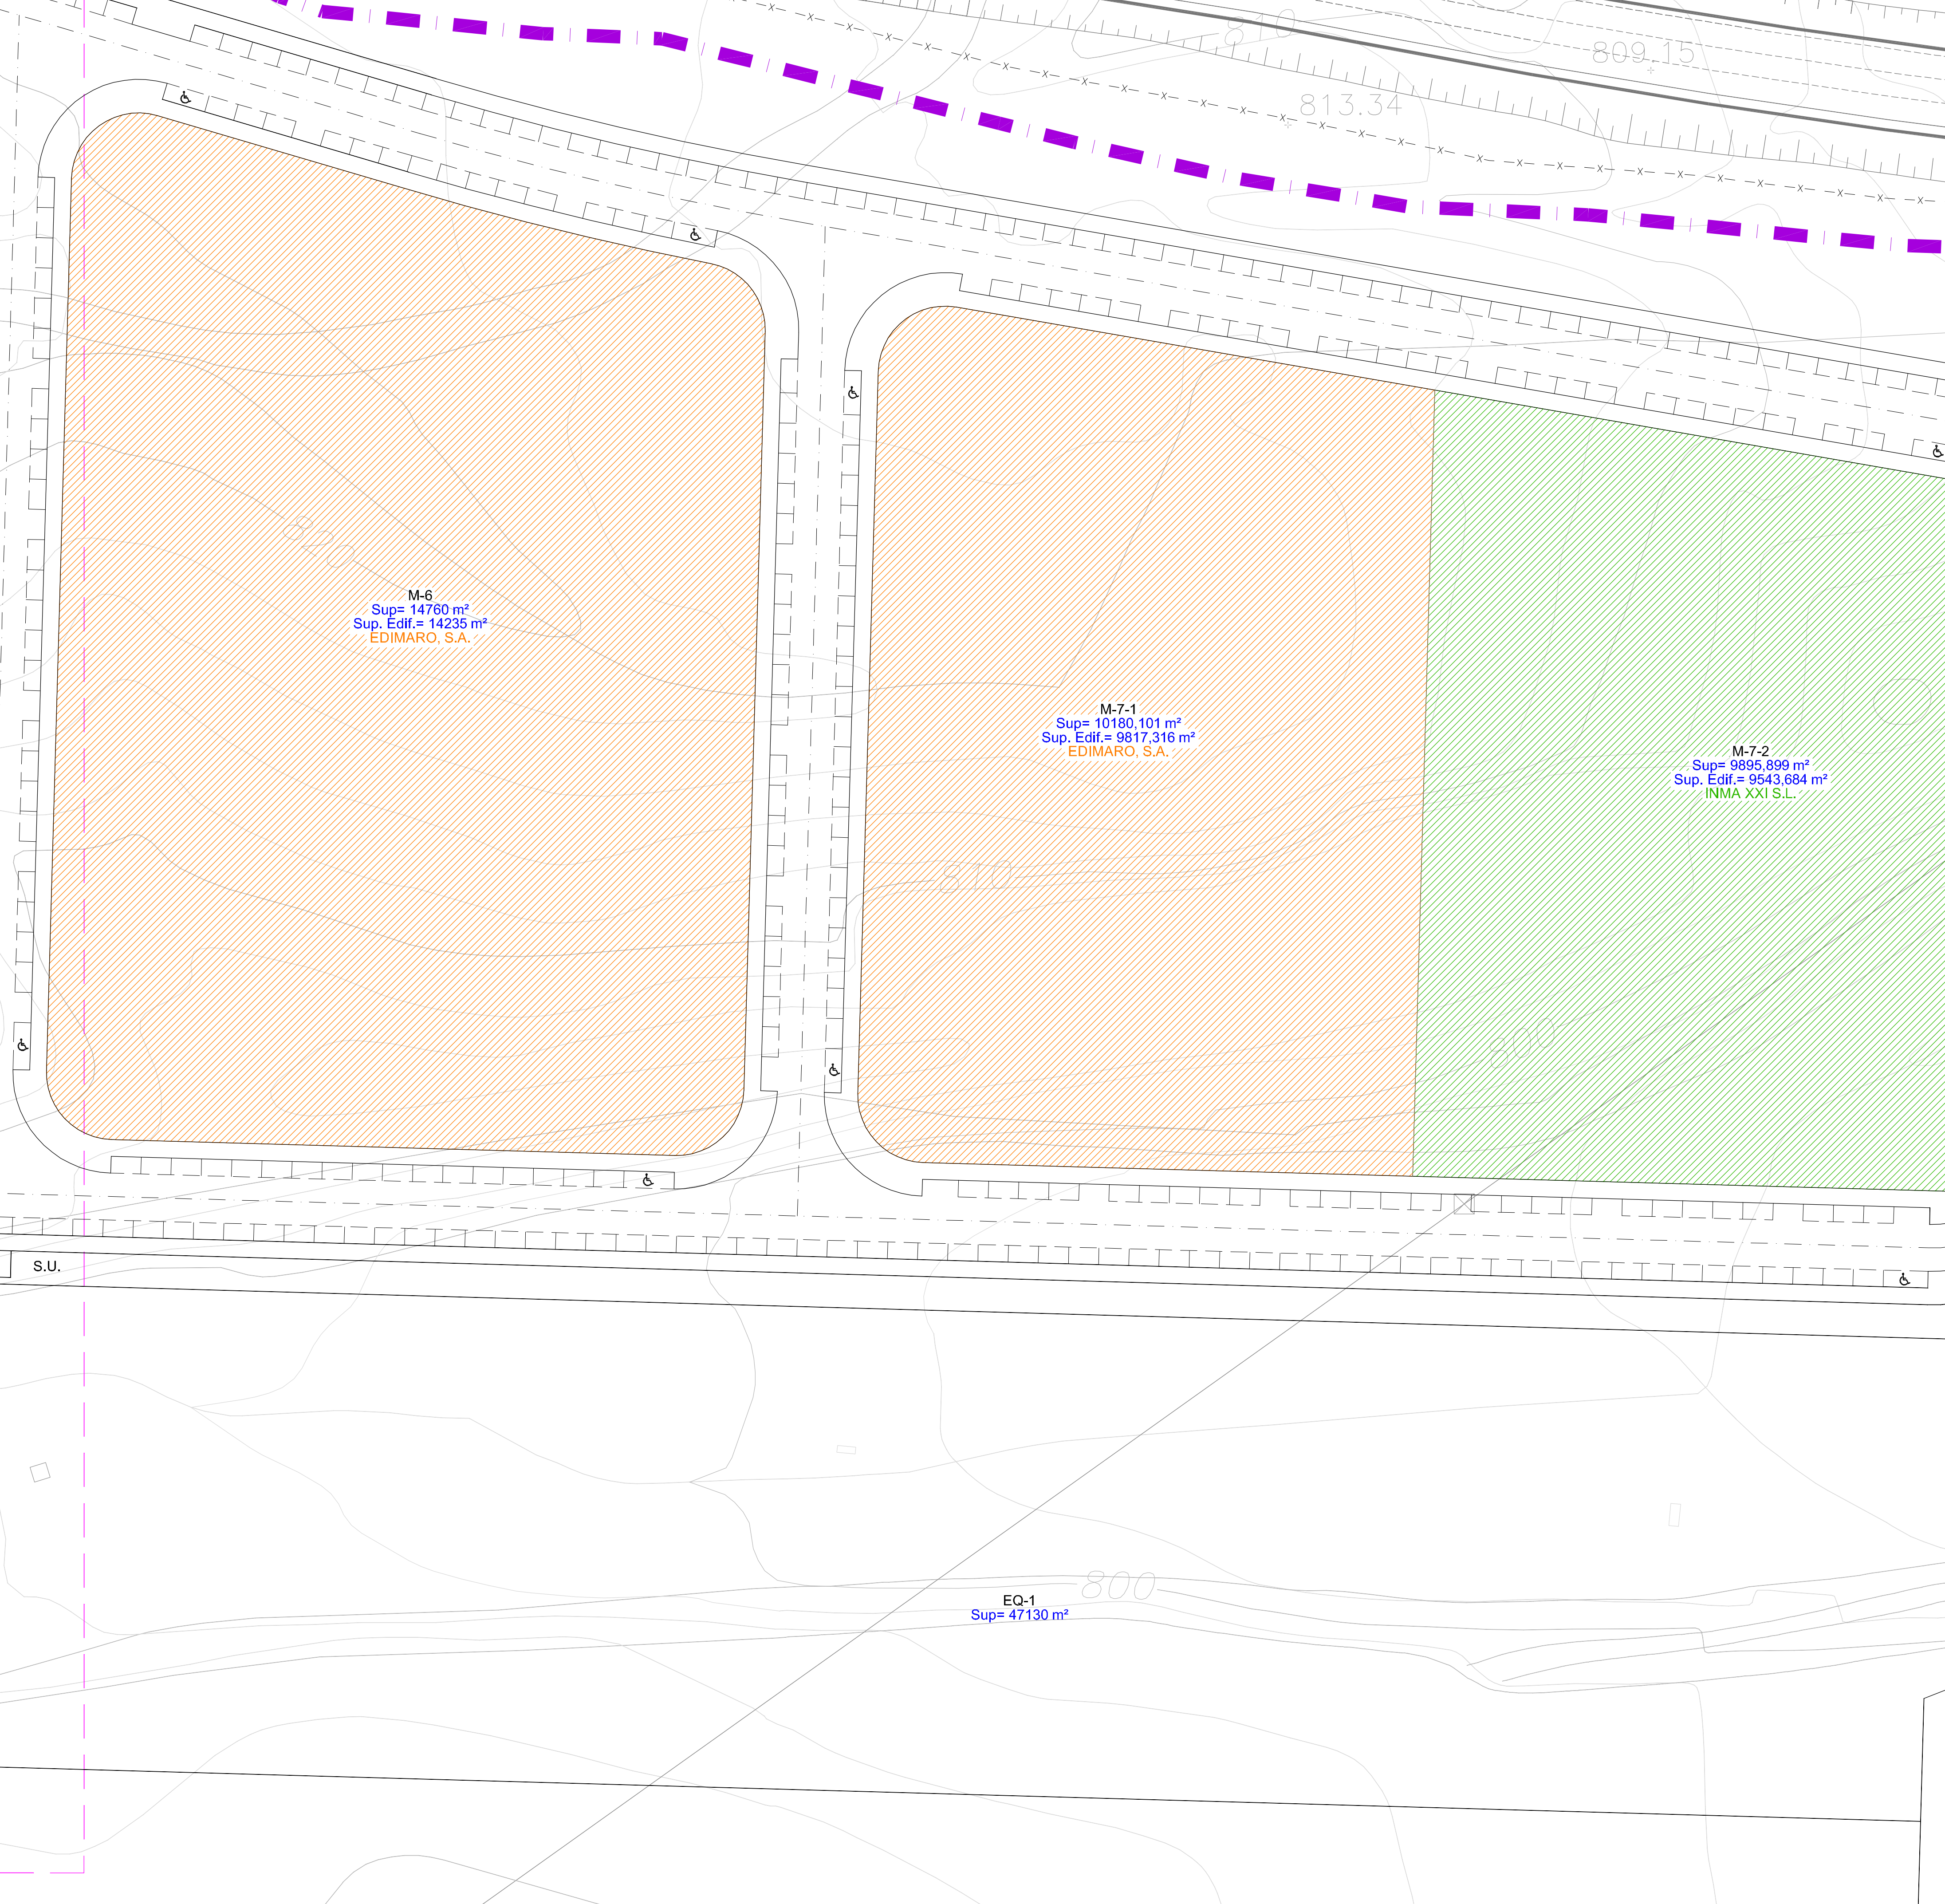 810
809.15
813.34
820
M-6
Sup= 14760 m²
Sup. Edif.= 14235 m²
EDIMARO, S.A.
M-7-1
Sup= 10180,101 m²
Sup. Edif.= 9817,316 m²
EDIMARO, S.A.
M-7-2
Sup= 9895,899 m²
Sup. Edif.= 9543,684 m²
INMA XXI S.L.
810
800
S.U.
800
EQ-1
Sup= 47130 m²